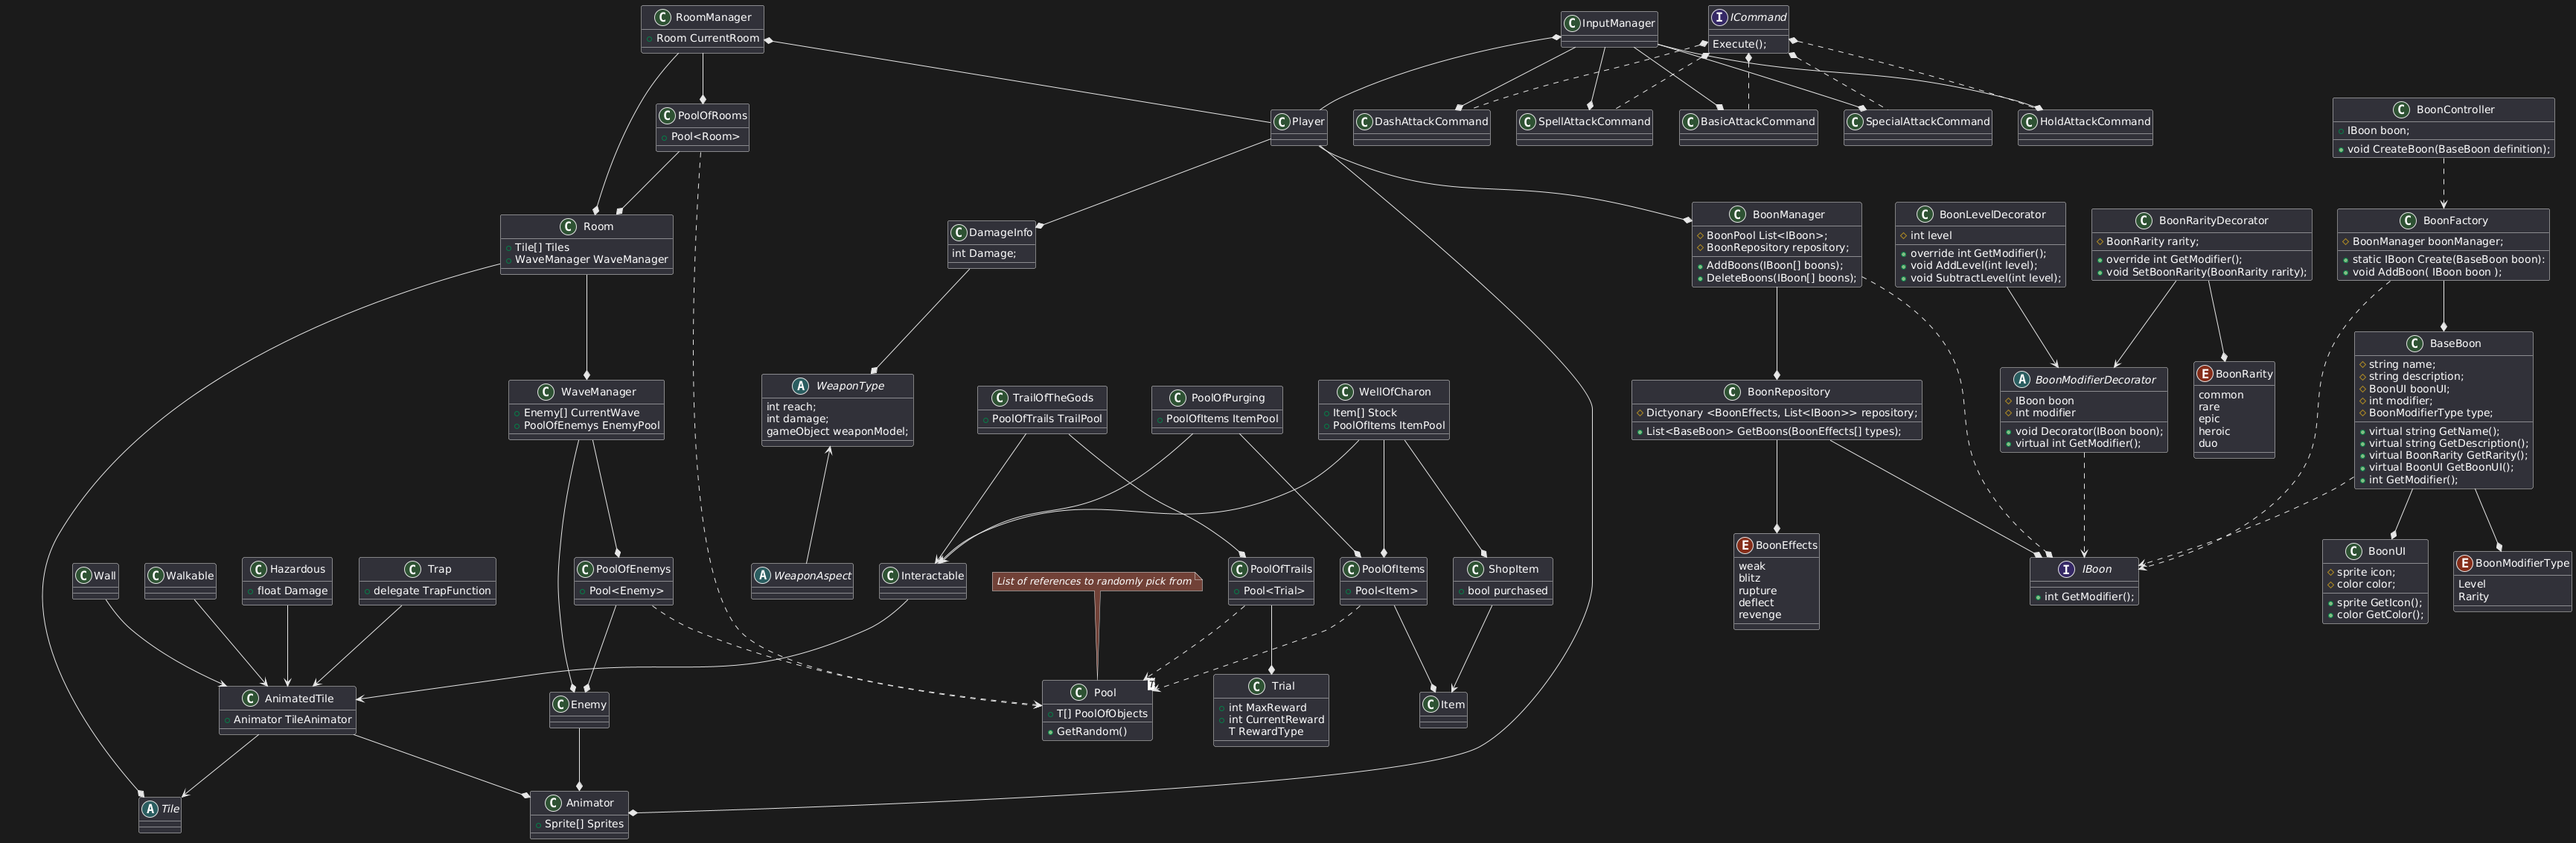 C RoomManager
Room CurrentRoom
C InputManager
I ICommand
Execute();
C PoolOfRooms
Pool<Room>
C Player
C DashAttackCommand
C SpellAttackCommand
C BasicAttackCommand
C SpecialAttackCommand
C HoldAttackCommand
C BoonController
IBoon boon;
void CreateBoon(BaseBoon definition);
C Room
Tile[] Tiles
WaveManager WaveManager
C DamageInfo
int Damage;
C BoonManager
BoonPool List<IBoon>;
BoonRepository repository;
AddBoons(IBoon[] boons);
DeleteBoons(IBoon[] boons);
C BoonLevelDecorator
int level
override int GetModifier();
void AddLevel(int level);
void SubtractLevel(int level);
C BoonRarityDecorator
BoonRarity rarity;
override int GetModifier();
void SetBoonRarity(BoonRarity rarity);
C BoonFactory
BoonManager boonManager;
static IBoon Create(BaseBoon boon):
void AddBoon( IBoon boon );
C WaveManager
Enemy[] CurrentWave
PoolOfEnemys EnemyPool
A WeaponType
int reach;
int damage;
gameObject weaponModel;
C TrailOfTheGods
PoolOfTrails TrailPool
C PoolOfPurging
PoolOfItems ItemPool
C WellOfCharon
Item[] Stock
PoolOfItems ItemPool
C BoonRepository
Dictyonary <BoonEffects, List<IBoon>> repository;
List<BaseBoon> GetBoons(BoonEffects[] types);
A BoonModifierDecorator
IBoon boon
int modifier
void Decorator(IBoon boon);
virtual int GetModifier();
E BoonRarity
common
rare
epic
heroic
duo
C BaseBoon
string name;
string description;
BoonUI boonUI;
int modifier;
BoonModifierType type;
virtual string GetName();
virtual string GetDescription();
virtual BoonRarity GetRarity();
virtual BoonUI GetBoonUI();
int GetModifier();
C Wall
C Walkable
C Hazardous
float Damage
C Trap
delegate TrapFunction
C PoolOfEnemys
Pool<Enemy>
A WeaponAspect
C Interactable
List of references to randomly pick from
C PoolOfTrails
Pool<Trial>
C PoolOfItems
Pool<Item>
C ShopItem
bool purchased
E BoonEffects
weak
blitz
rupture
deflect
revenge
I IBoon
int GetModifier();
C BoonUI
sprite icon;
color color;
sprite GetIcon();
color GetColor();
E BoonModifierType
Level
Rarity
C AnimatedTile
Animator TileAnimator
C Enemy
C Pool
T[] PoolOfObjects
GetRandom()
C Trial
int MaxReward
int CurrentReward
T RewardType
C Item
A Tile
C Animator
Sprite[] Sprites